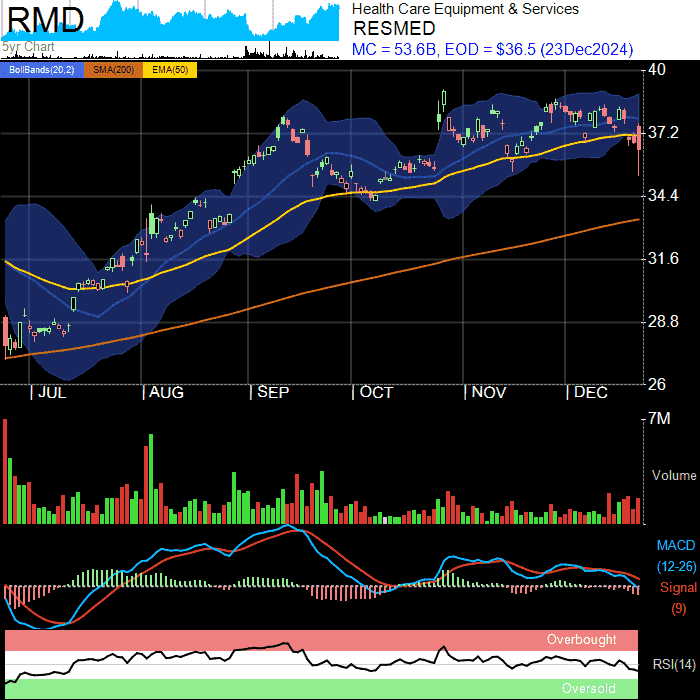 RMD
5yr Chart
Health Care Equipment & Services
RESMED
MC = 53.6B, EOD = $36.5 (23Dec2024)
BollBands(20,2) SMA(200) EMA(50)
40
37.2
34.4
31.6
28.8
26
JUL AUG SEP OCT NOV DEC
7M
Volume
MACD
(12-26)
Signal
(9)
Overbought
RSI(14)
Oversold